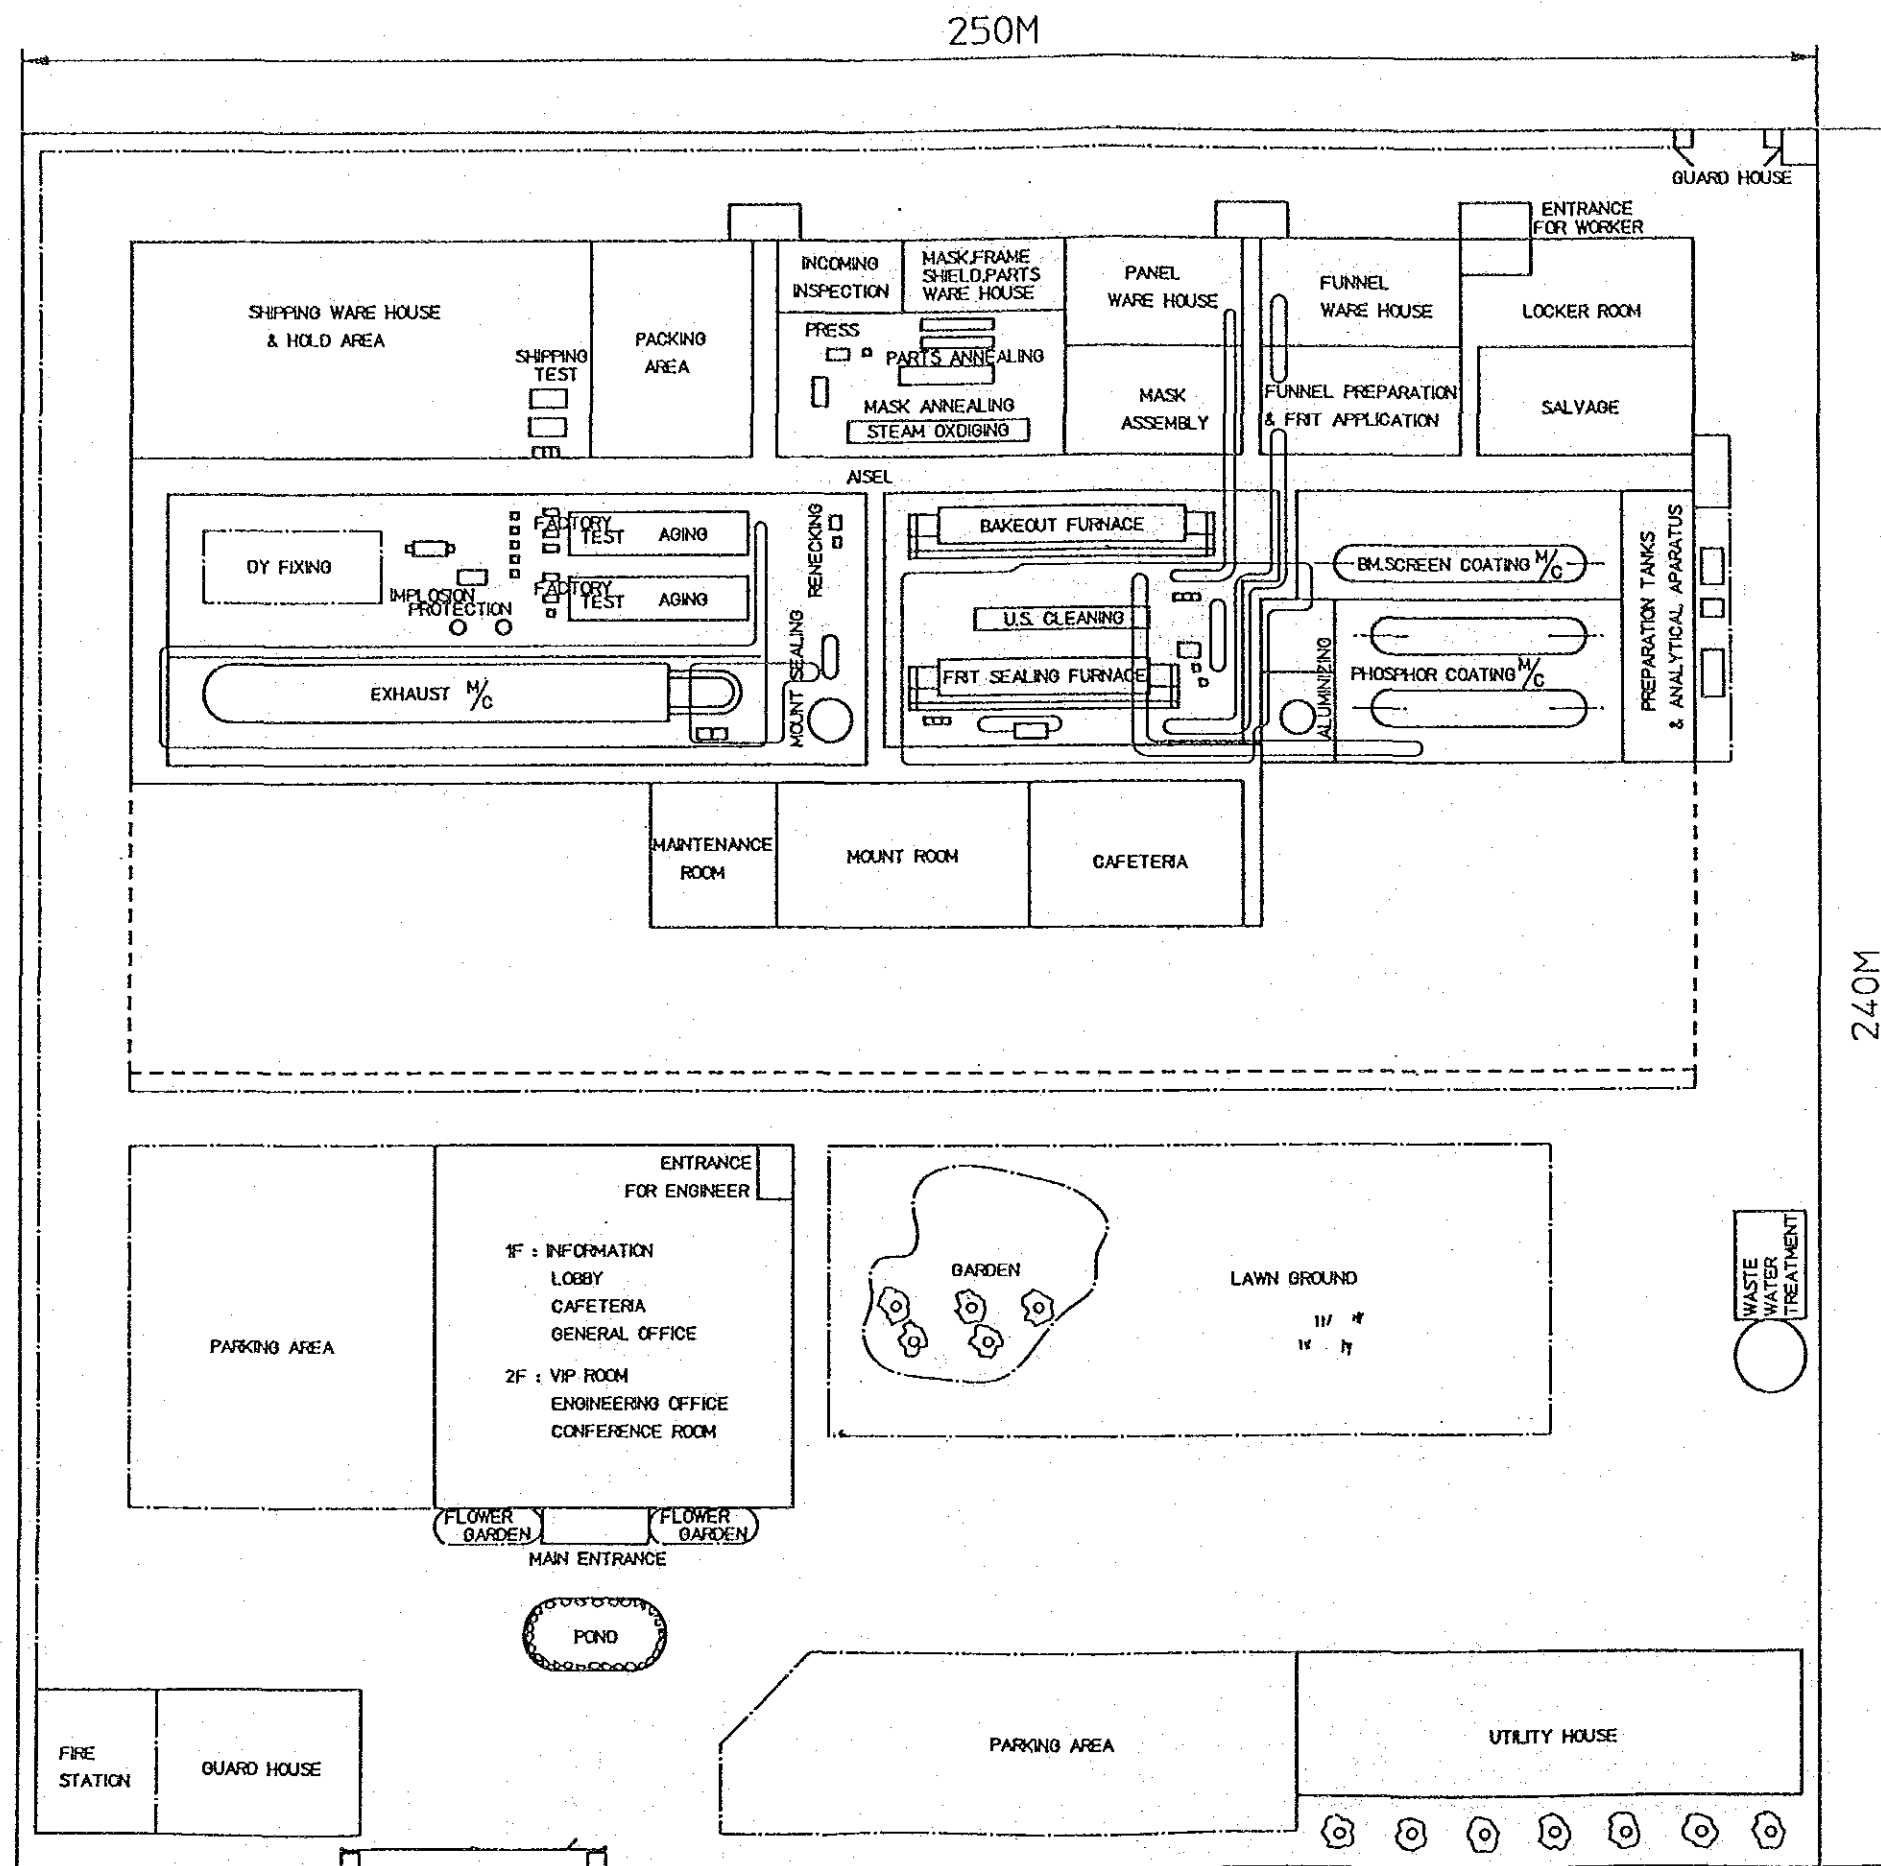 250M
GUARD HOUSE
ENTRANCE
FOR WORKER
INCOMING
INSPECTION
MASK,FRAME
SHIELD,PARTS
WARE HOUSE
PANEL
WARE HOUSE
FUNNEL
WARE HOUSE
LOCKER ROOM
SHIPPING WARE HOUSE
& HOLD AREA
SHIPPING
TEST
PACKING
AREA
PRESS
PARTS ANNEALING
MASK ANNEALING
STEAM OXDIGING
MASK
ASSEMBLY
FUNNEL PREPARATION
& FRIT APPLICATION
SALVAGE
AISEL
DY FIXING
IMPLOSION
PROTECTION
FACTORY
TEST
AGING
FACTORY
TEST
AGING
RENECKING
MOUNT SEALING
EXHAUST M/C
BAKEOUT FURNACE
U.S. CLEANING
FRIT SEALING FURNACE
ALUMINIZING
BM.SCREEN COATING M/C
PHOSPHOR COATING M/C
PREPARATION TANKS
& ANALYTICAL APARATUS
MAINTENANCE
ROOM
MOUNT ROOM
CAFETERIA
240M
PARKING AREA
ENTRANCE
FOR ENGINEER
1F : INFORMATION
LOBBY
CAFETERIA
GENERAL OFFICE
2F : VIP ROOM
ENGINEERING OFFICE
CONFERENCE ROOM
GARDEN
LAWN GROUND
WASTE
WATER
TREATMENT
FLOWER
GARDEN
FLOWER
GARDEN
MAIN ENTRANCE
POND
FIRE
STATION
GUARD HOUSE
PARKING AREA
UTILITY HOUSE